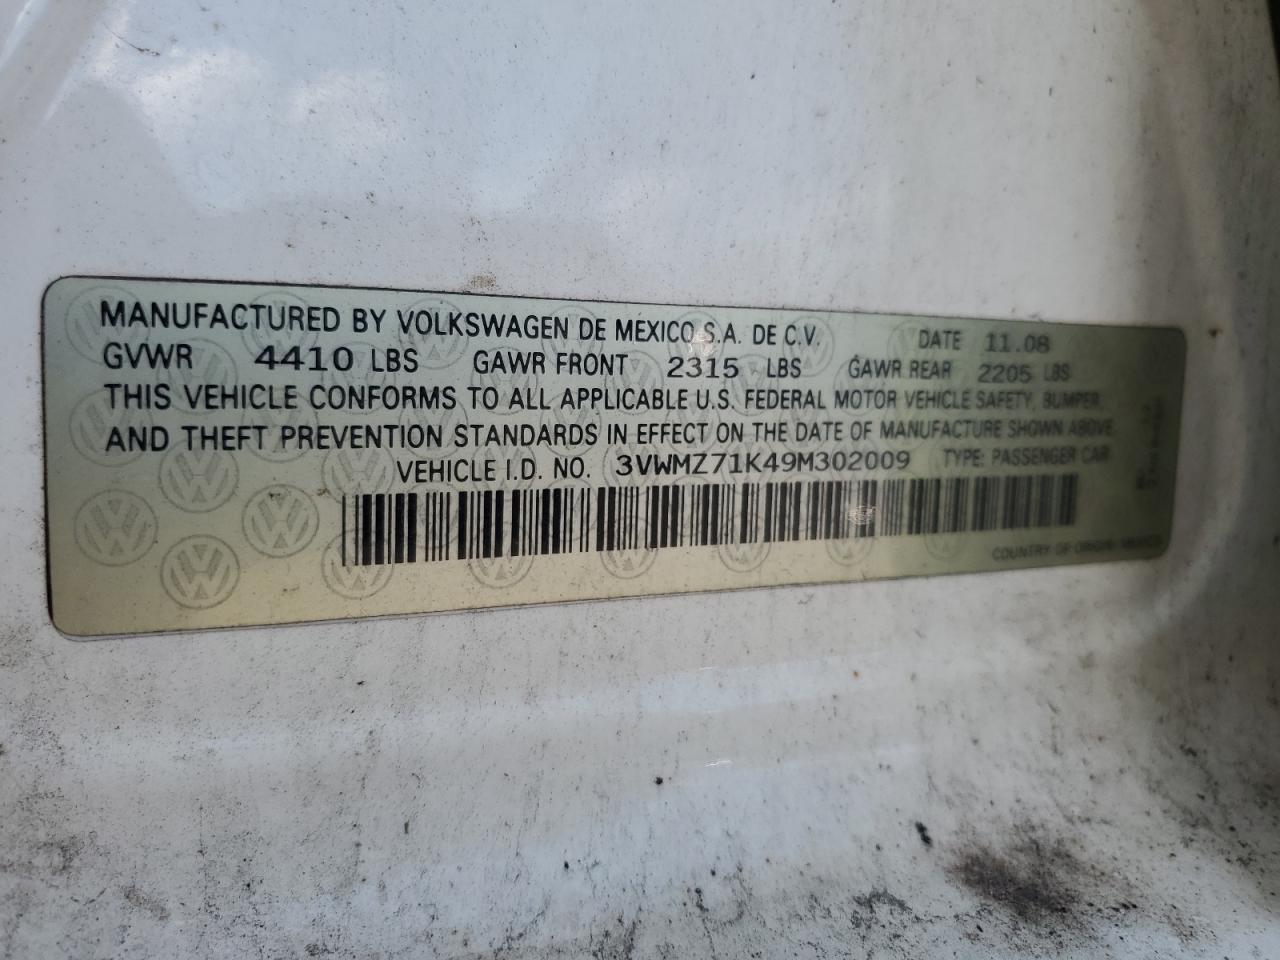 MANUFACTURED BY VOLKSWAGEN DE MEXICO S.A. DE C.V. DATE 11.08
GVWR 4410 LBS GAWR FRONT 2315 LBS GAWR REAR 2205 LBS
THIS VEHICLE CONFORMS TO ALL APPLICABLE U.S. FEDERAL MOTOR VEHICLE SAFETY, BUMPER,
AND THEFT PREVENTION STANDARDS IN EFFECT ON THE DATE OF MANUFACTURE SHOWN ABOVE
VEHICLE I.D. NO. 3VWMZ71K49M302009 TYPE: PASSENGER CAR
COUNTRY OF ORIGIN: MEXICO